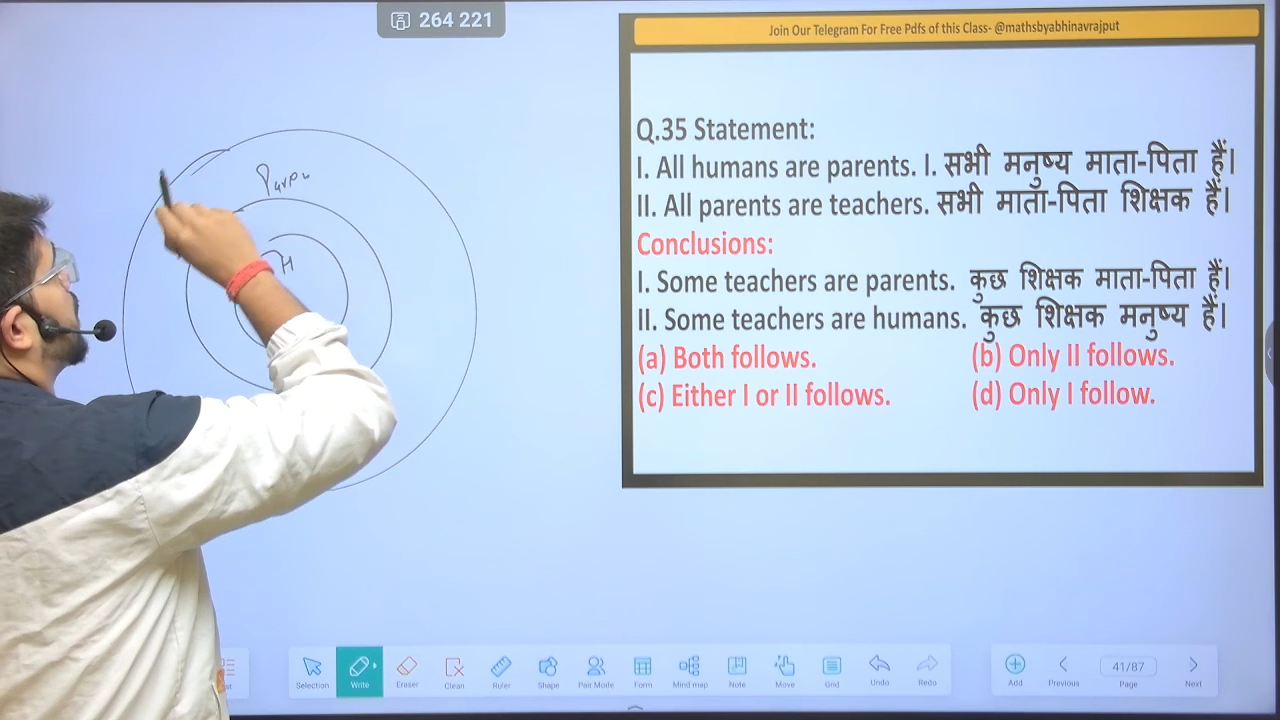 264 221
Join Our Telegram For Free Pdfs of this Class- @mathsbyabhinavrajput
Q.35 Statement:
I. All humans are parents. I. सभी मनुष्य माता-पिता हैं।
II. All parents are teachers. सभी माता-पिता शिक्षक हैं।
Conclusions:
I. Some teachers are parents. कुछ शिक्षक माता-पिता हैं।
II. Some teachers are humans. कुछ शिक्षक मनुष्य हैं।
(a) Both follows. (b) Only II follows.
(c) Either I or II follows. (d) Only I follow.
H
Selection Write Eraser Clean Ruler Shape Pair Mode Form Mind map Note Move Grid Undo Redo Add Previous 41/87 Page Next